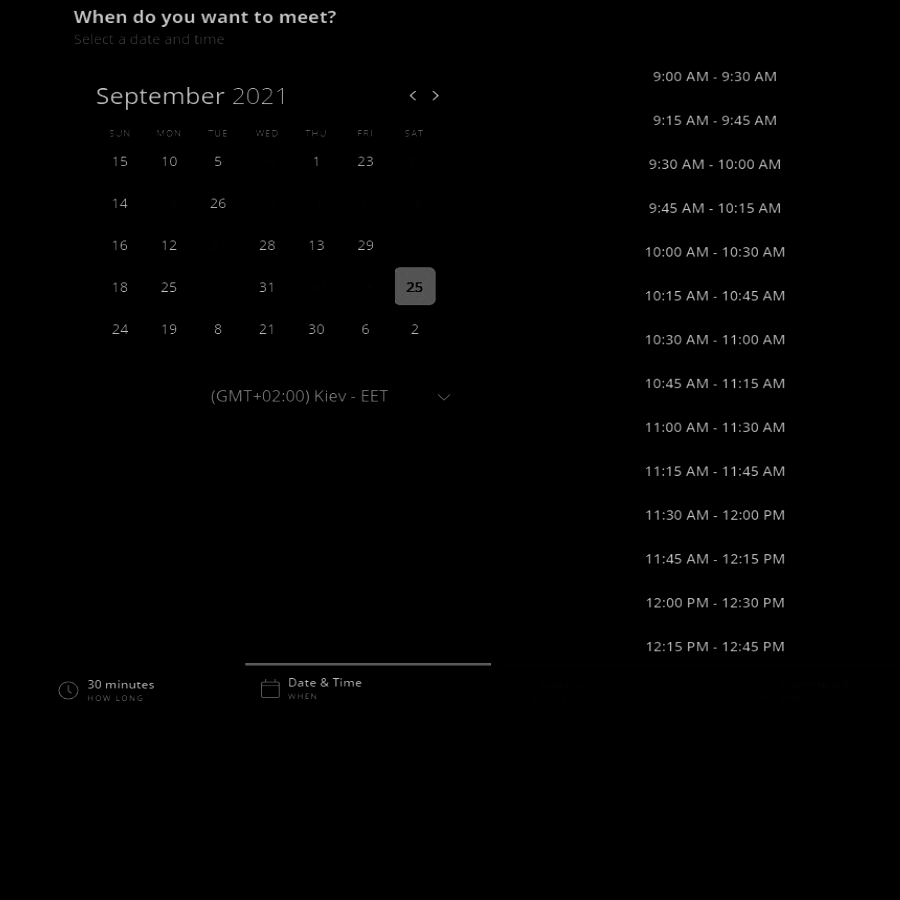 When do you want to meet?
Select a date and time
September 2021
SUN MON TUE WED THU FRI SAT
15 10 5 1 23
14 26
16 12 28 13 29
18 25 31 25
24 19 8 21 30 6 2
(GMT+02:00) Kiev - EET
9:00 AM - 9:30 AM
9:15 AM - 9:45 AM
9:30 AM - 10:00 AM
9:45 AM - 10:15 AM
10:00 AM - 10:30 AM
10:15 AM - 10:45 AM
10:30 AM - 11:00 AM
10:45 AM - 11:15 AM
11:00 AM - 11:30 AM
11:15 AM - 11:45 AM
11:30 AM - 12:00 PM
11:45 AM - 12:15 PM
12:00 PM - 12:30 PM
12:15 PM - 12:45 PM
30 minutes
HOW LONG
Date & Time
WHEN